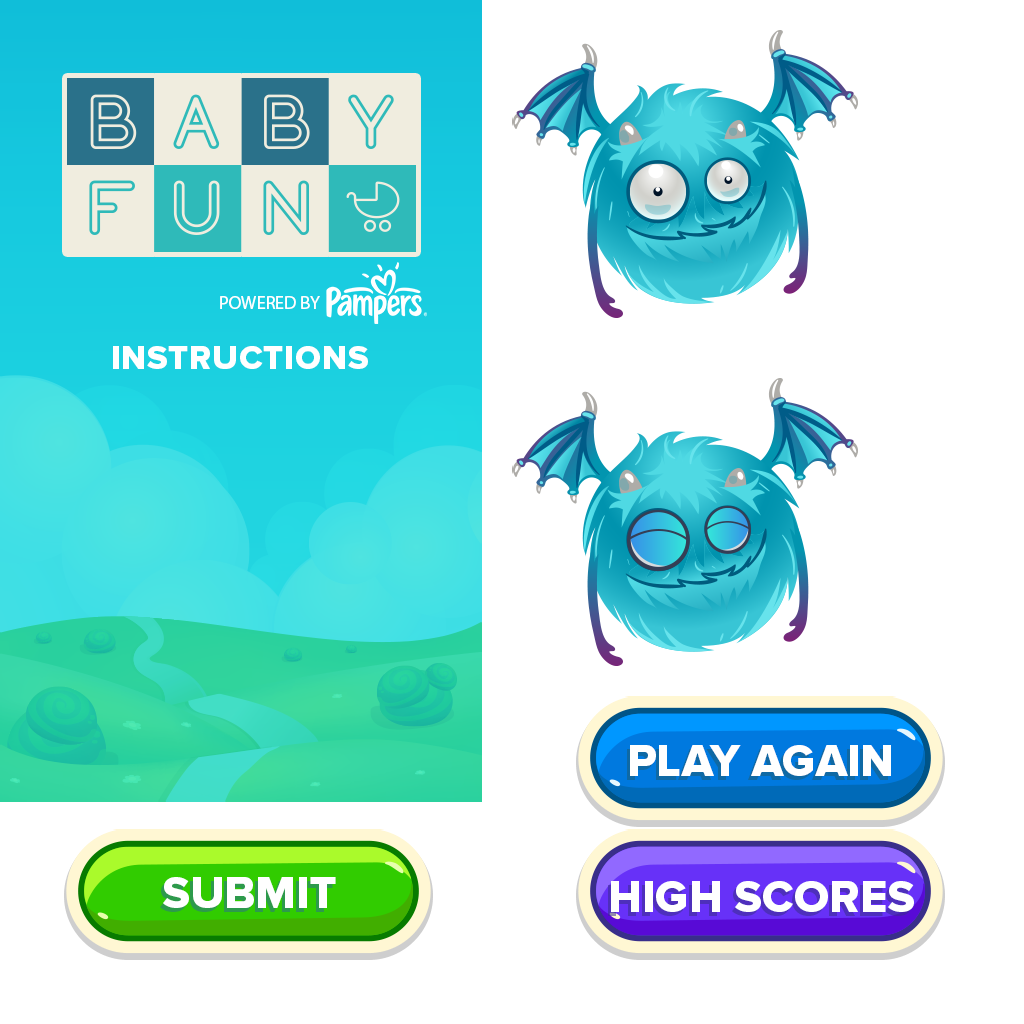 BABY
FUN
POWERED BY Pampers.
INSTRUCTIONS
PLAY AGAIN
SUBMIT
HIGH SCORES